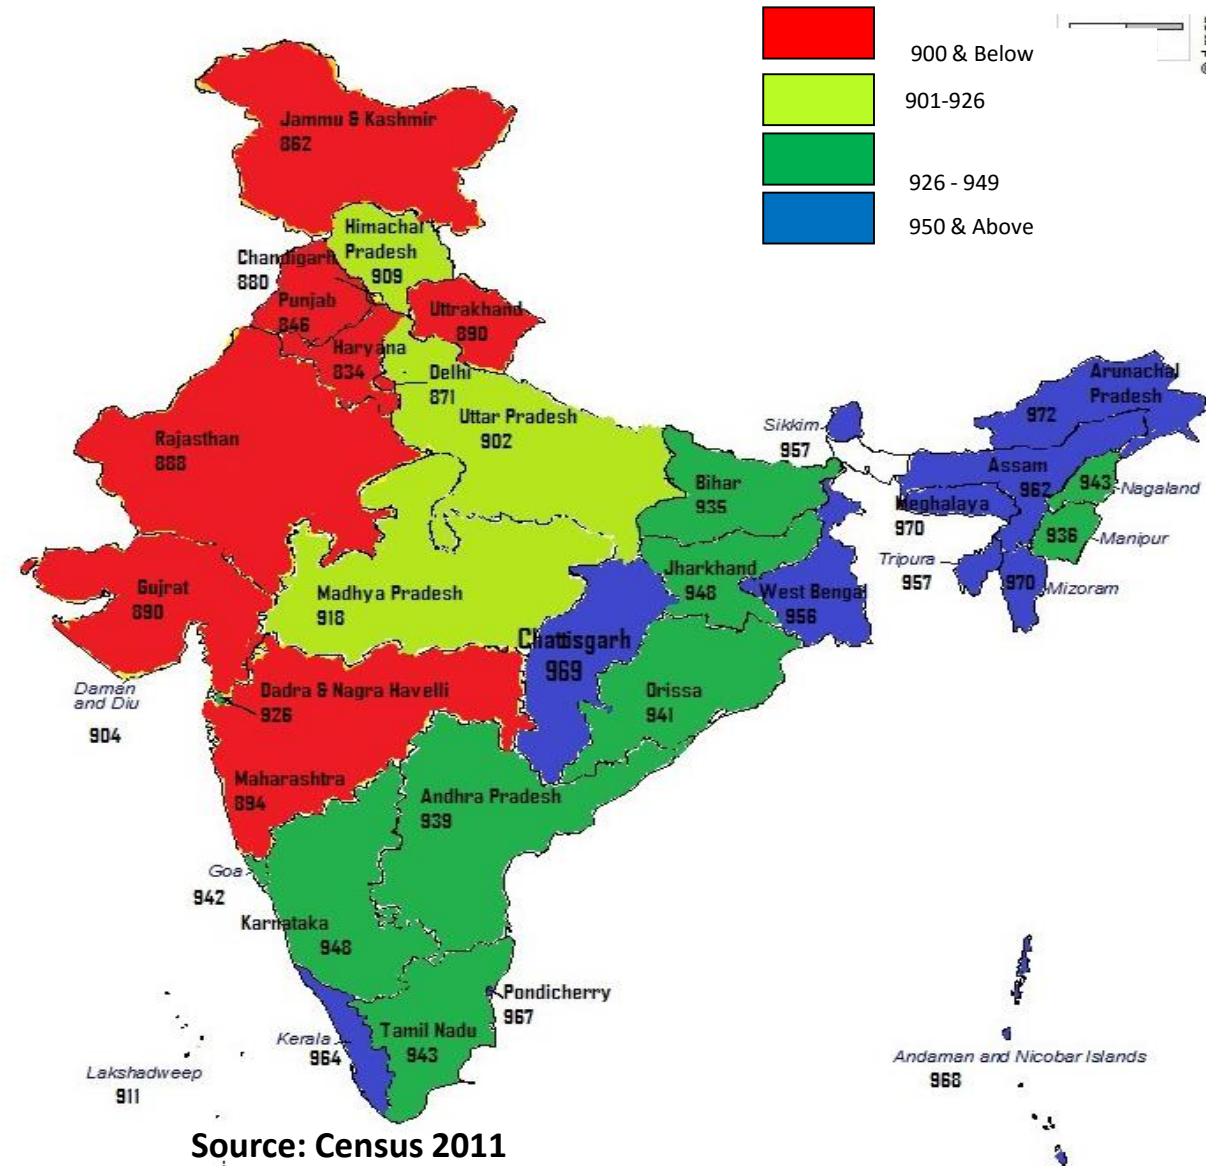 900 & Below
901-926
926 - 949
950 & Above
Jammu & Kashmir
862
Himachal
Pradesh
909
Chandigarh
880
Punjab
846
Uttrakhand
890
Haryana
834
Delhi
871
Uttar Pradesh
902
Rajasthan
888
Arunachal
Pradesh
972
Sikkim
957
Assam
962
943
Nagaland
Bihar
935
Meghalaya
970
936
Manipur
Tripura
957
970
Mizoram
Gujrat
890
Madhya Pradesh
918
Jharkhand
948
West Bengal
956
Chattisgarh
969
Daman
and Diu
904
Dadra & Nagra Havelli
926
Orissa
941
Maharashtra
894
Andhra Pradesh
939
Goa
942
Karnataka
948
Pondicherry
967
Kerala
964
Tamil Nadu
943
Lakshadweep
911
Andaman and Nicobar Islands
968
Source: Census 2011